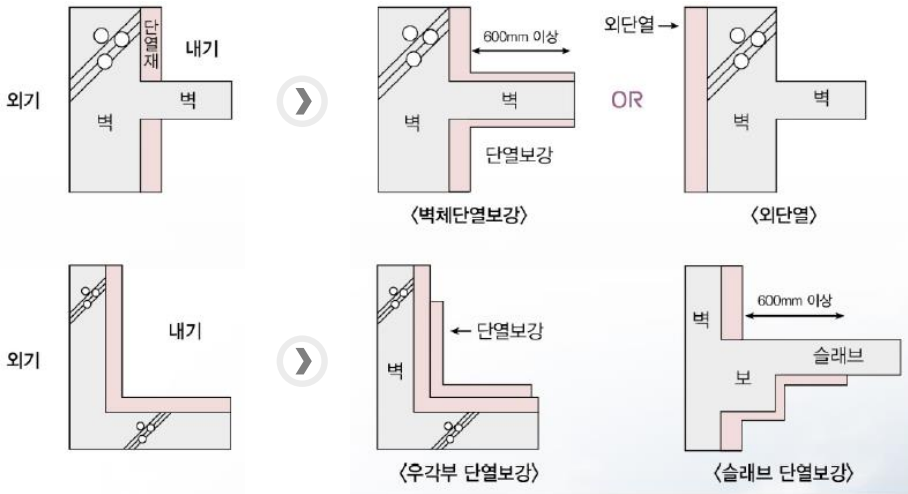 외기
단열재
내기
벽
벽
600mm 이상
벽
벽
단열보강
〈벽체단열보강〉
OR
외단열
벽
벽
〈외단열〉
외기
내기
벽
단열보강
〈우각부 단열보강〉
벽
600mm 이상
슬래브
보
〈슬래브 단열보강〉